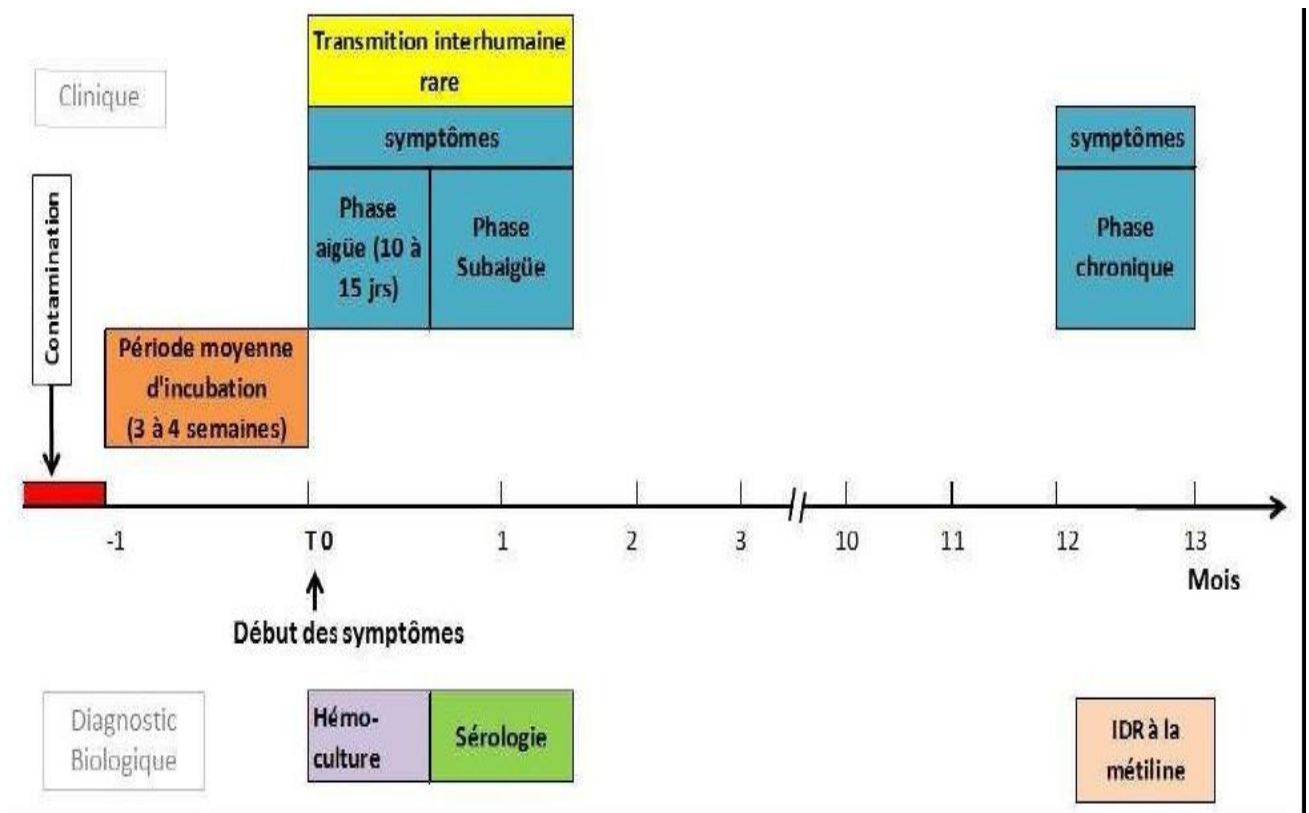 Transmition interhumaine
rare
Clinique
symptômes
symptômes
Contamination
Phase
aigüe (10 à
15 jrs)
Phase
Subaigüe
Phase
chronique
Période moyenne
d'incubation
(3 à 4 semaines)
-1
T0
1
2
3
10
11
12
13
Mois
Début des symptômes
Diagnostic
Biologique
Hémo-
culture
Sérologie
IDR à la
métiline